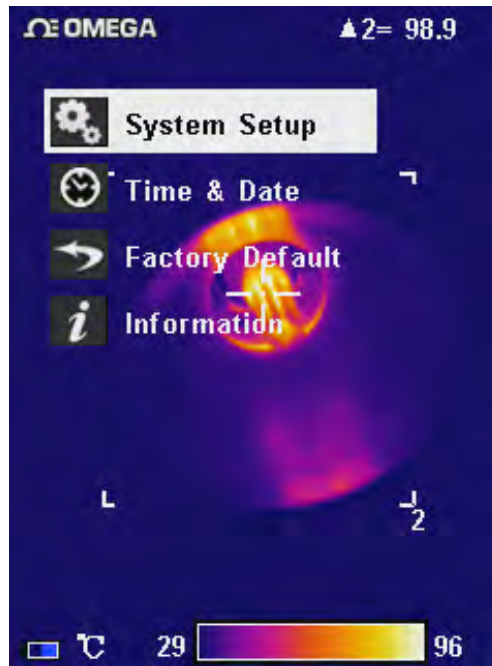 OMEGA
▲2= 98.9
System Setup
Time & Date
Factory Default
i Information
2
℃ 29 96